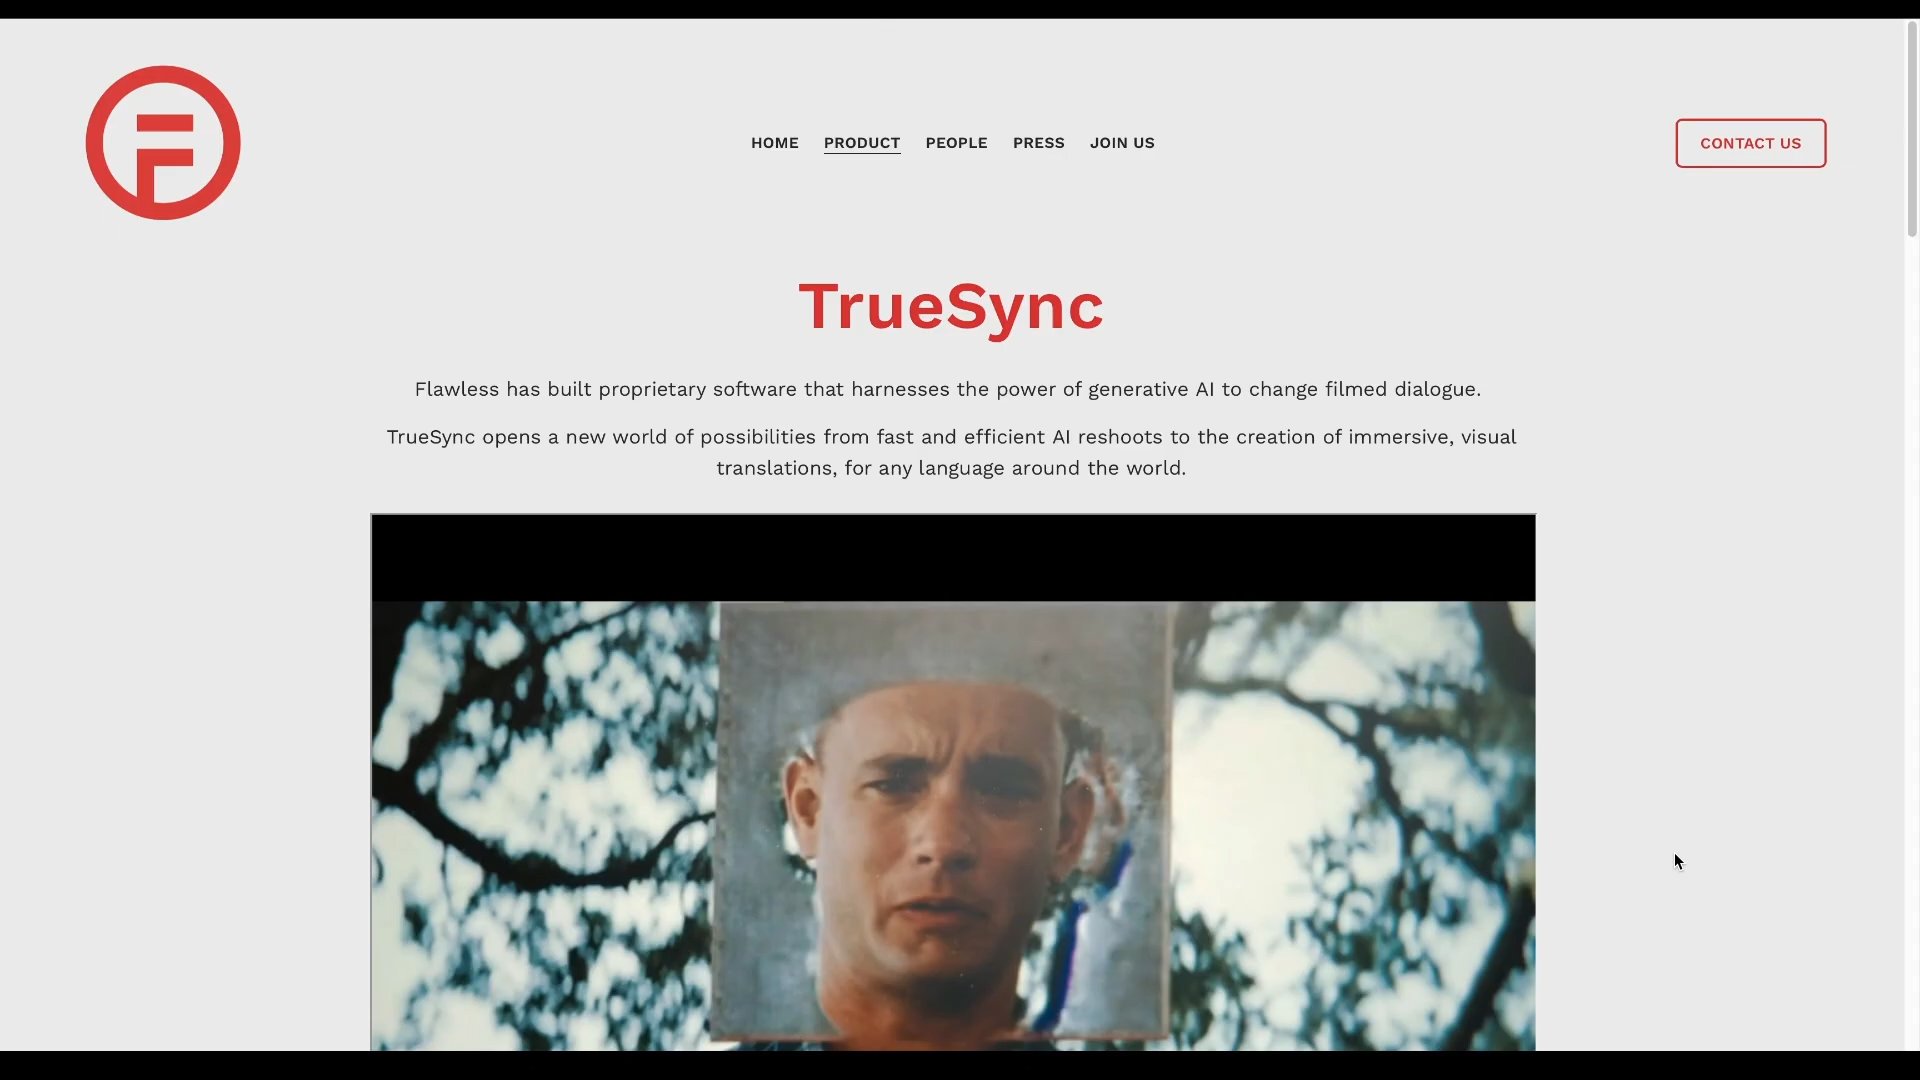 HOME PRODUCT PEOPLE PRESS JOIN US
CONTACT US
TrueSync
Flawless has built proprietary software that harnesses the power of generative AI to change filmed dialogue.
TrueSync opens a new world of possibilities from fast and efficient AI reshoots to the creation of immersive, visual
translations, for any language around the world.